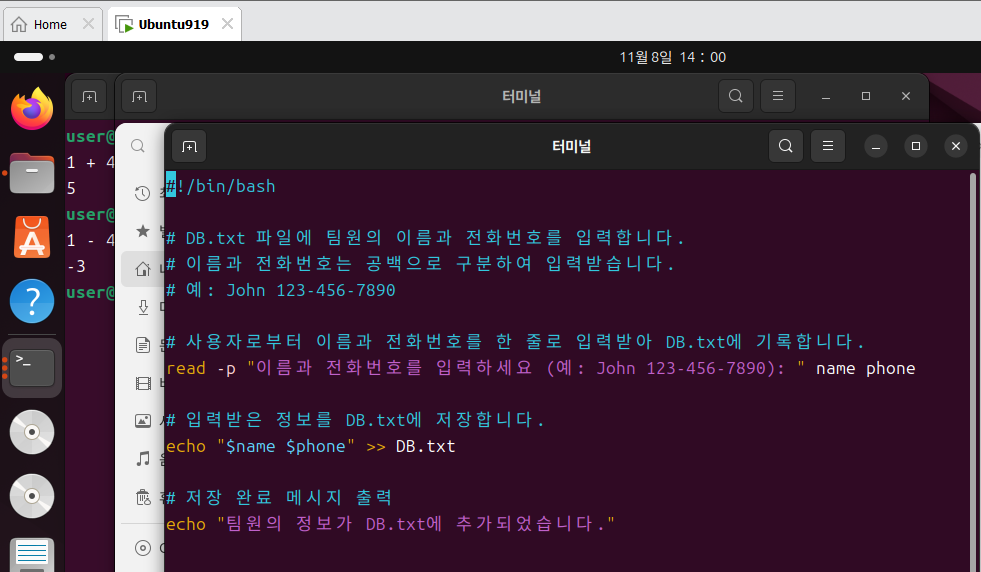 Home
Ubuntu919
11월 8일 14 : 00
터미널
터미널
user@
1 + 4
5
user@
1 - 4
-3
user@
#!/bin/bash
# DB.txt 파일에 팀원의 이름과 전화번호를 입력합니다.
# 이름과 전화번호는 공백으로 구분하여 입력받습니다.
# 예: John 123-456-7890
# 사용자로부터 이름과 전화번호를 한 줄로 입력받아 DB.txt에 기록합니다.
read -p "이름과 전화번호를 입력하세요 (예: John 123-456-7890): " name phone
# 입력받은 정보를 DB.txt에 저장합니다.
echo "$name $phone" >> DB.txt
# 저장 완료 메시지 출력
echo "팀원의 정보가 DB.txt에 추가되었습니다."